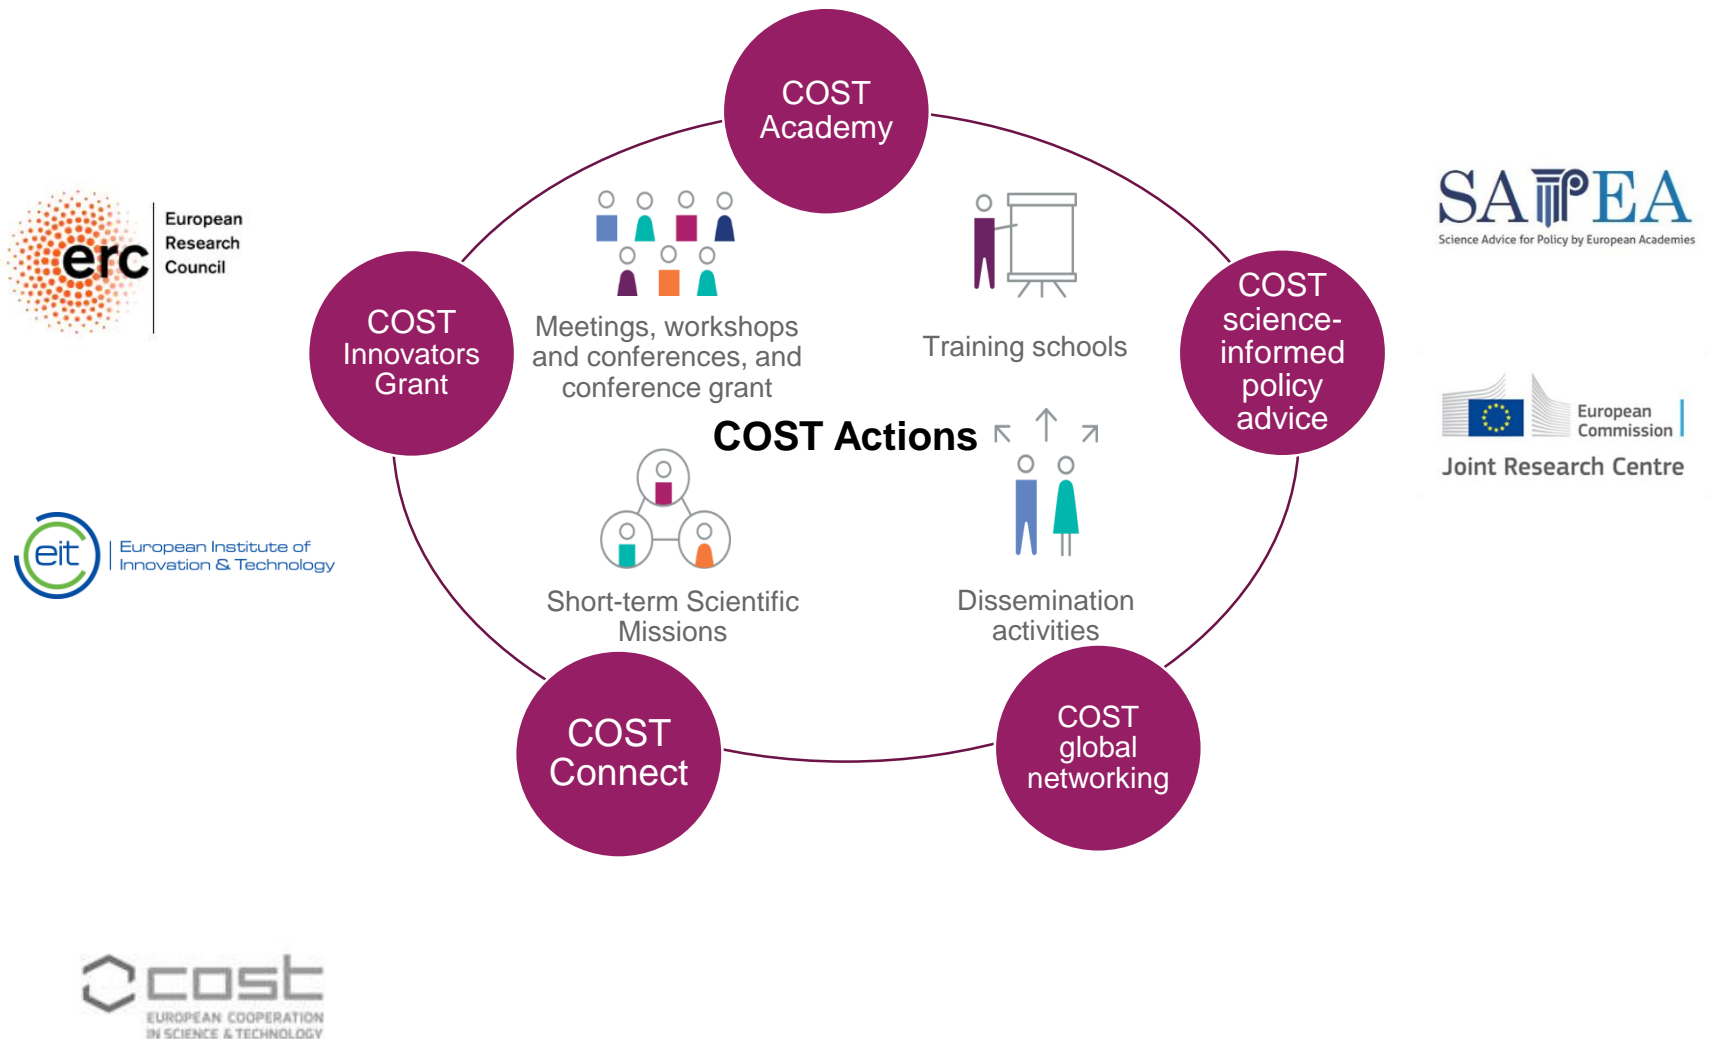 COST
Academy
erc
European
Research
Council
SAPEA
Science Advice for Policy by European Academies
COST
Innovators
Grant
Meetings, workshops
and conferences, and
conference grant
Training schools
COST
science-
informed
policy
advice
COST Actions
European
Commission
Joint Research Centre
eit
European Institute of
Innovation & Technology
Short-term Scientific
Missions
Dissemination
activities
COST
Connect
COST
global
networking
cost
EUROPEAN COOPERATION
IN SCIENCE & TECHNOLOGY